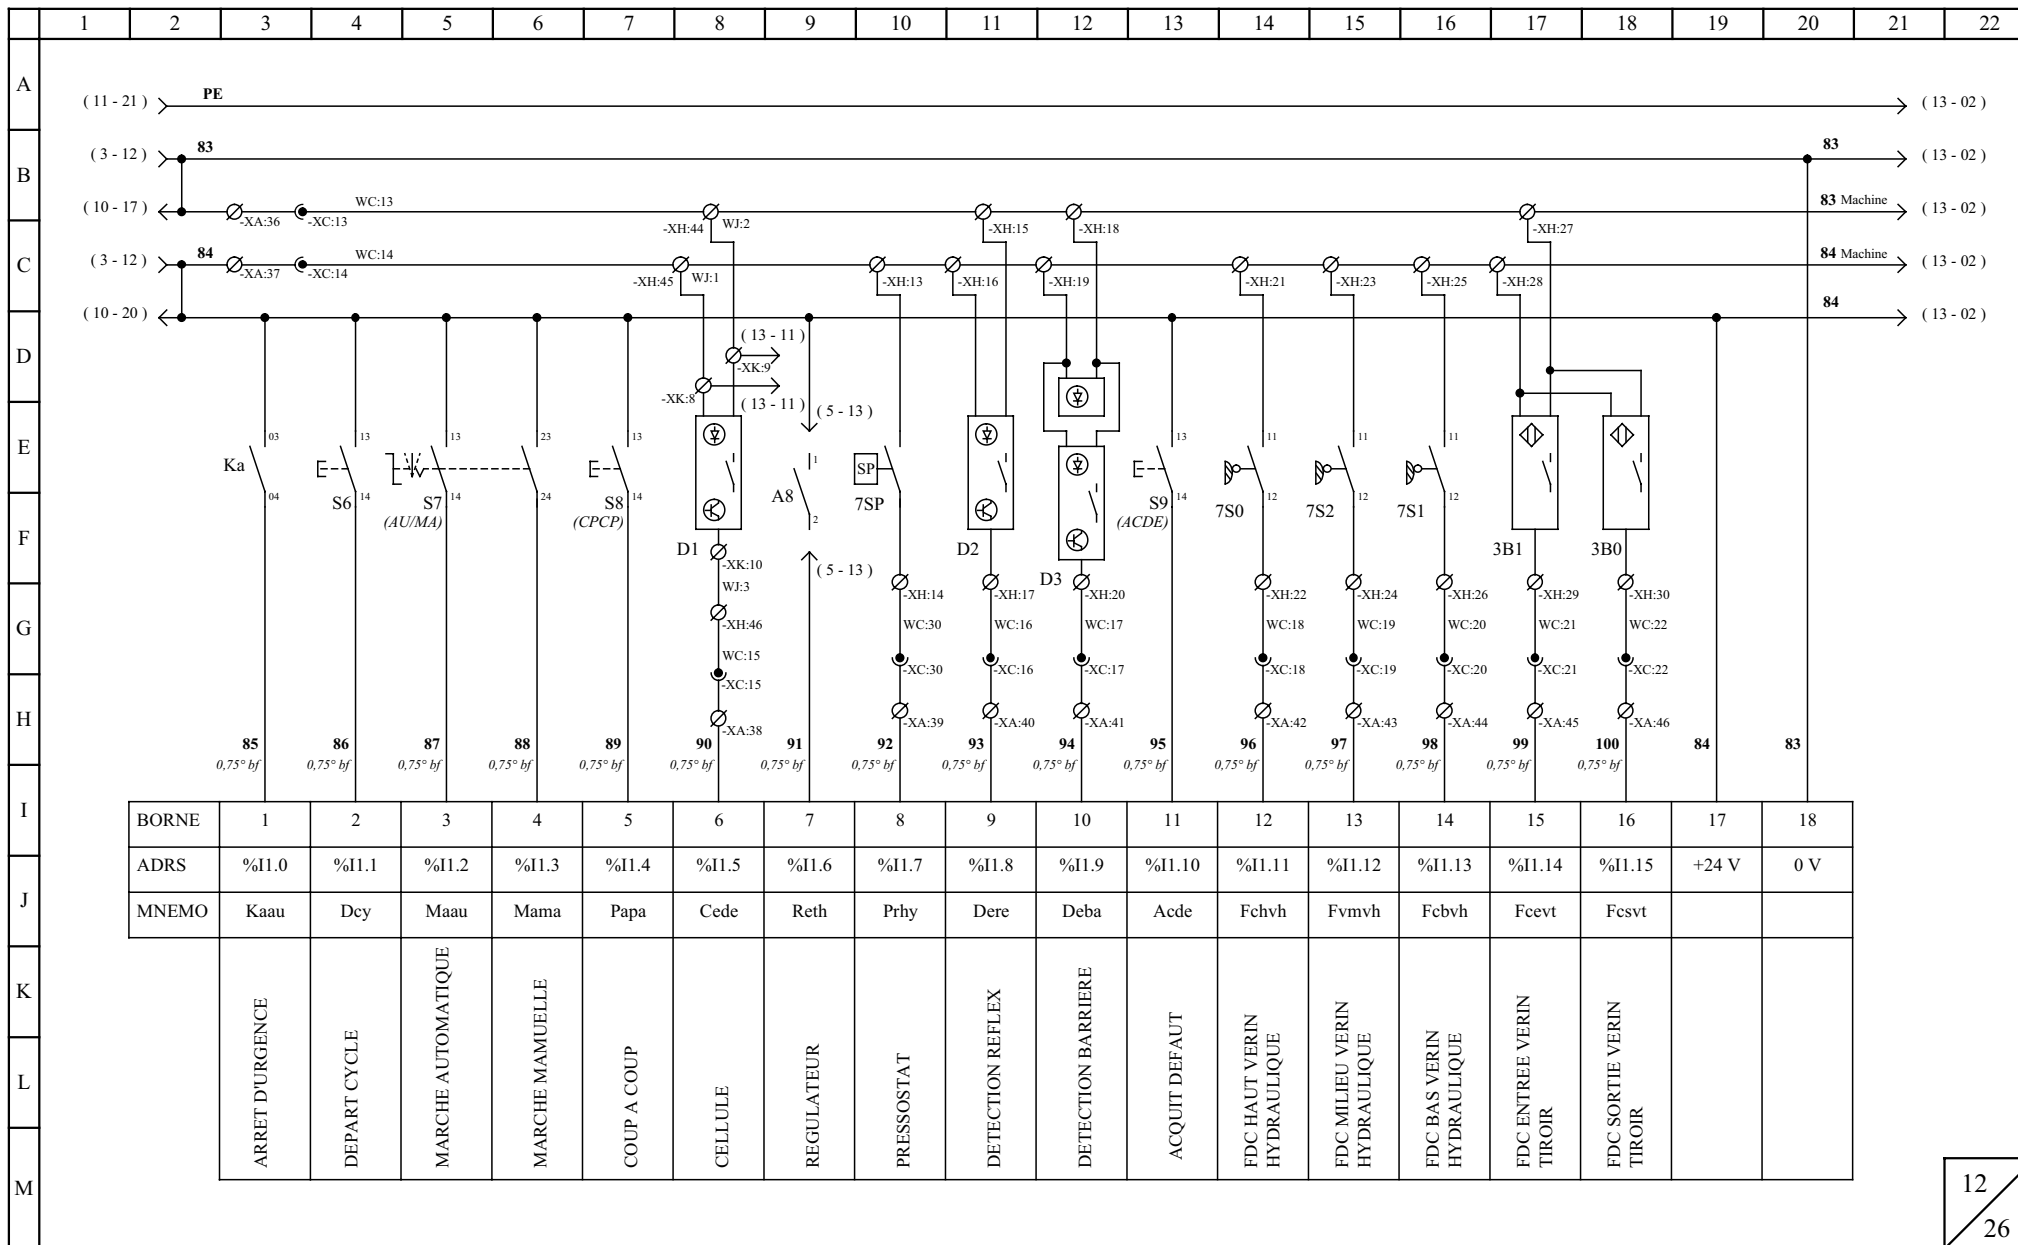 1 2 3 4 5 6 7 8 9 10 11 12 13 14 15 16 17 18 19 20 21 22
A
( 11 - 21 ) PE ( 13 - 02 )
( 3 - 12 ) 83 83 ( 13 - 02 )
B
( 10 - 17 ) -XA:36 -XC:13 WC:13 -XH:44 WJ:2 -XH:15 -XH:18 -XH:27 83 Machine ( 13 - 02 )
C
( 3 - 12 ) 84 -XA:37 -XC:14 WC:14 -XH:45 WJ:1 -XH:13 -XH:16 -XH:19 -XH:21 -XH:23 -XH:25 -XH:28 84 Machine ( 13 - 02 )
( 10 - 20 ) 84 ( 13 - 02 )
D
( 13 - 11 )
-XK:9
-XK:8 ( 13 - 11 ) ( 5 - 13 )
E
03 13 13 23 13 1 13 11 11 11
Ka SP
04 14 14 24 14 2 14 12 12 12
S6 S7 S8 A8 7SP S9 7S0 7S2 7S1
(AU/MA) (CPCP) (ACDE)
F
D1 D2 D3 3B1 3B0
-XK:10 ( 5 - 13 )
WJ:3 -XH:14 -XH:17 -XH:20 -XH:22 -XH:24 -XH:26 -XH:29 -XH:30
G
-XH:46 WC:30 WC:16 WC:17 WC:18 WC:19 WC:20 WC:21 WC:22
WC:15 -XC:30 -XC:16 -XC:17 -XC:18 -XC:19 -XC:20 -XC:21 -XC:22
-XC:15
H
-XA:38 -XA:39 -XA:40 -XA:41 -XA:42 -XA:43 -XA:44 -XA:45 -XA:46
85 86 87 88 89 90 91 92 93 94 95 96 97 98 99 100 84 83
0,75° bf 0,75° bf 0,75° bf 0,75° bf 0,75° bf 0,75° bf 0,75° bf 0,75° bf 0,75° bf 0,75° bf 0,75° bf 0,75° bf 0,75° bf 0,75° bf 0,75° bf 0,75° bf
I
BORNE 1 2 3 4 5 6 7 8 9 10 11 12 13 14 15 16 17 18
ADRS %I1.0 %I1.1 %I1.2 %I1.3 %I1.4 %I1.5 %I1.6 %I1.7 %I1.8 %I1.9 %I1.10 %I1.11 %I1.12 %I1.13 %I1.14 %I1.15 +24 V 0 V
J
MNEMO Kaau Dcy Maau Mama Papa Cede Reth Prhy Dere Deba Acde Fchvh Fvmvh Fcbvh Fcevt Fcsvt
K
L
M
ARRET D'URGENCE
DEPART CYCLE
MARCHE AUTOMATIQUE
MARCHE MAMUELLE
COUP A COUP
CELLULE
REGULATEUR
PRESSOSTAT
DETECTION REFLEX
DETECTION BARRIERE
ACQUIT DEFAUT
FDC HAUT VERIN
HYDRAULIQUE
FDC MILIEU VERIN
HYDRAULIQUE
FDC BAS VERIN
HYDRAULIQUE
FDC ENTREE VERIN
TIROIR
FDC SORTIE VERIN
TIROIR
12
26